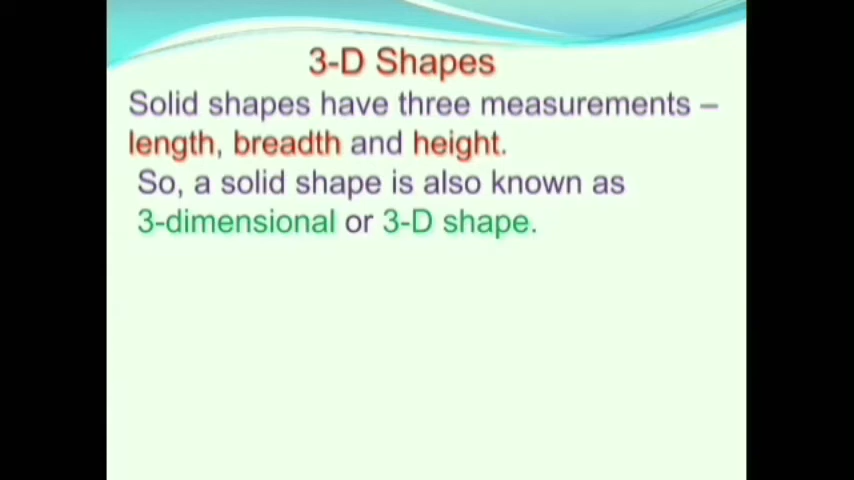 3-D Shapes
Solid shapes have three measurements –
length, breadth and height.
So, a solid shape is also known as
3-dimensional or 3-D shape.